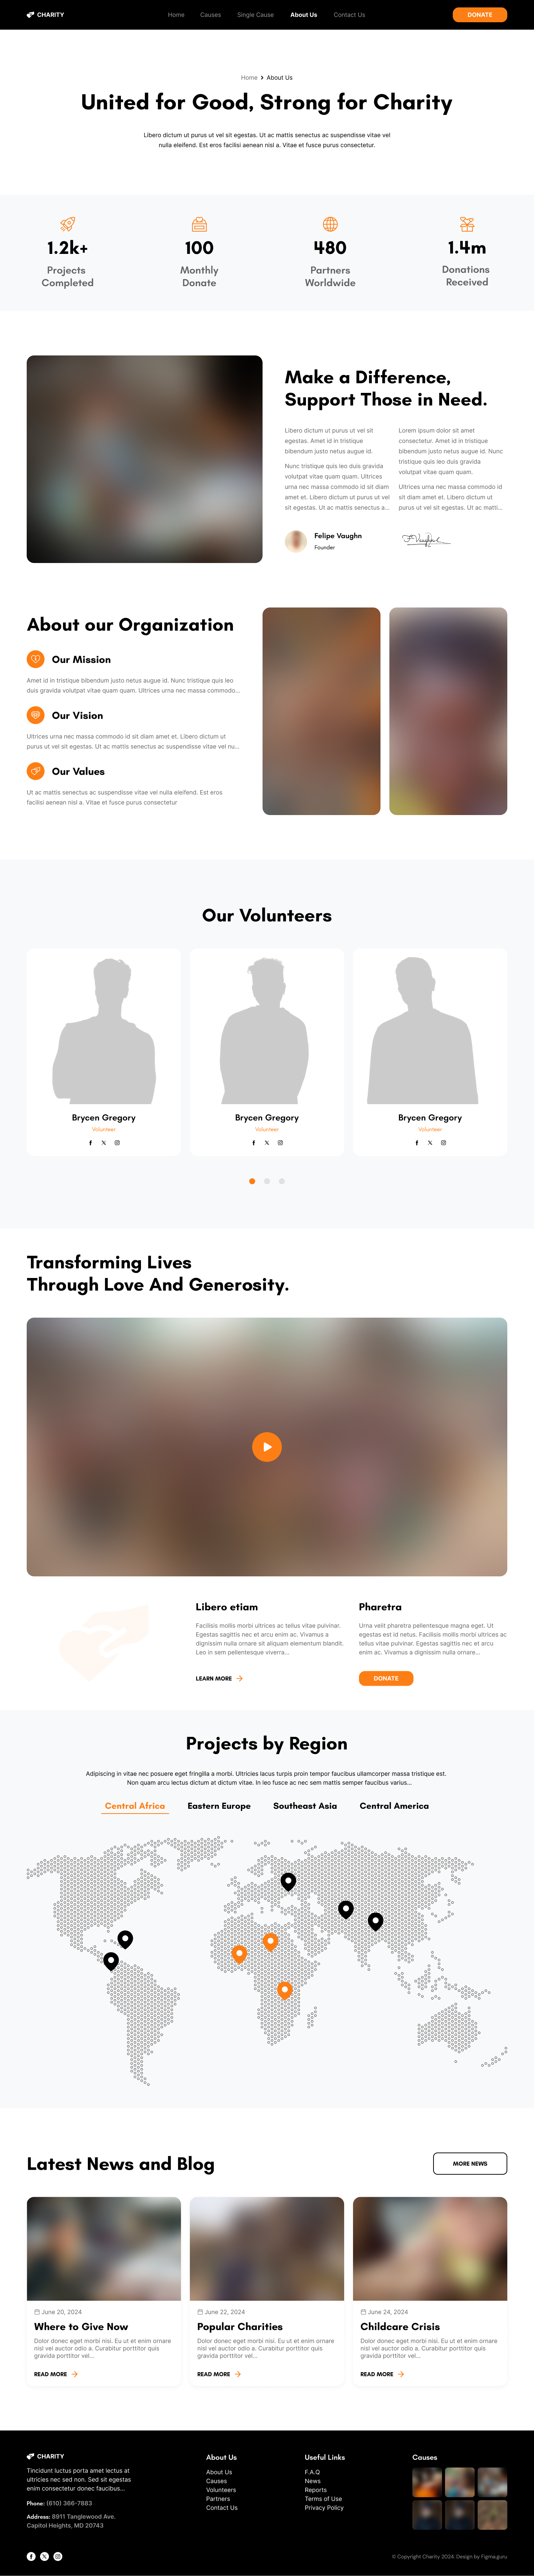 CHARITY
Home
Causes
Single Cause
About Us
Contact Us
DONATE
Home > About Us
United for Good, Strong for Charity
Libero dictum ut purus ut vel sit egestas. Ut ac mattis senectus ac suspendisse vitae vel
nulla eleifend. Est eros facilisi aenean nisl a. Vitae et fusce purus consectetur.
1.2k+
Projects
Completed
100
Monthly
Donate
480
Partners
Worldwide
1.4m
Donations
Received
Make a Difference,
Support Those in Need.
Libero dictum ut purus ut vel sit
egestas. Amet id in tristique
bibendum justo netus augue id.
Nunc tristique quis leo duis gravida
volutpat vitae quam quam. Ultrices
urna nec massa commodo id sit diam
amet et. Libero dictum ut purus ut vel
sit egestas. Ut ac mattis senectus a...
Lorem ipsum dolor sit amet
consectetur. Amet id in tristique
bibendum justo netus augue id. Nunc
tristique quis leo duis gravida
volutpat vitae quam quam.
Ultrices urna nec massa commodo id
sit diam amet et. Libero dictum ut
purus ut vel sit egestas. Ut ac matti...
Felipe Vaughn
Founder
F Vaughn
About our Organization
Our Mission
Amet id in tristique bibendum justo netus augue id. Nunc tristique quis leo
duis gravida volutpat vitae quam quam. Ultrices urna nec massa commodo...
Our Vision
Ultrices urna nec massa commodo id sit diam amet et. Libero dictum ut
purus ut vel sit egestas. Ut ac mattis senectus ac suspendisse vitae vel nu...
Our Values
Ut ac mattis senectus ac suspendisse vitae vel nulla eleifend. Est eros
facilisi aenean nisl a. Vitae et fusce purus consectetur
Our Volunteers
Brycen Gregory
Volunteer
Brycen Gregory
Volunteer
Brycen Gregory
Volunteer
Transforming Lives
Through Love And Generosity.
Libero etiam
Facilisis mollis morbi ultrices ac tellus vitae pulvinar.
Egestas sagittis nec et arcu enim ac. Vivamus a
dignissim nulla ornare sit aliquam elementum blandit.
Leo in sem pellentesque viverra...
LEARN MORE
Pharetra
Urna velit pharetra pellentesque magna eget. Ut
egestas est id netus. Facilisis mollis morbi ultrices ac
tellus vitae pulvinar. Egestas sagittis nec et arcu
enim ac. Vivamus a dignissim nulla ornare...
DONATE
Projects by Region
Adipiscing in vitae nec posuere eget fringilla a morbi. Ultricies lacus turpis proin tempor faucibus ullamcorper massa tristique est.
Non quam arcu lectus dictum at dictum vitae. In leo fusce ac nec sem mattis semper faucibus varius...
Central Africa
Eastern Europe
Southeast Asia
Central America
Latest News and Blog
MORE NEWS
June 20, 2024
Where to Give Now
Dolor donec eget morbi nisi. Eu ut et enim ornare
nisl vel auctor odio a. Curabitur porttitor quis
gravida porttitor vel...
READ MORE
June 22, 2024
Popular Charities
Dolor donec eget morbi nisi. Eu ut et enim ornare
nisl vel auctor odio a. Curabitur porttitor quis
gravida porttitor vel...
READ MORE
June 24, 2024
Childcare Crisis
Dolor donec eget morbi nisi. Eu ut et enim ornare
nisl vel auctor odio a. Curabitur porttitor quis
gravida porttitor vel...
READ MORE
CHARITY
Tincidunt luctus porta amet lectus at
ultricies nec sed non. Sed sit egestas
enim consectetur donec faucibus...
Phone: (610) 366-7883
Address: 8911 Tanglewood Ave.
Capitol Heights, MD 20743
About Us
About Us
Causes
Volunteers
Partners
Contact Us
Useful Links
F.A.Q
News
Reports
Terms of Use
Privacy Policy
Causes
© Copyright Charity 2024. Design by Figma.guru